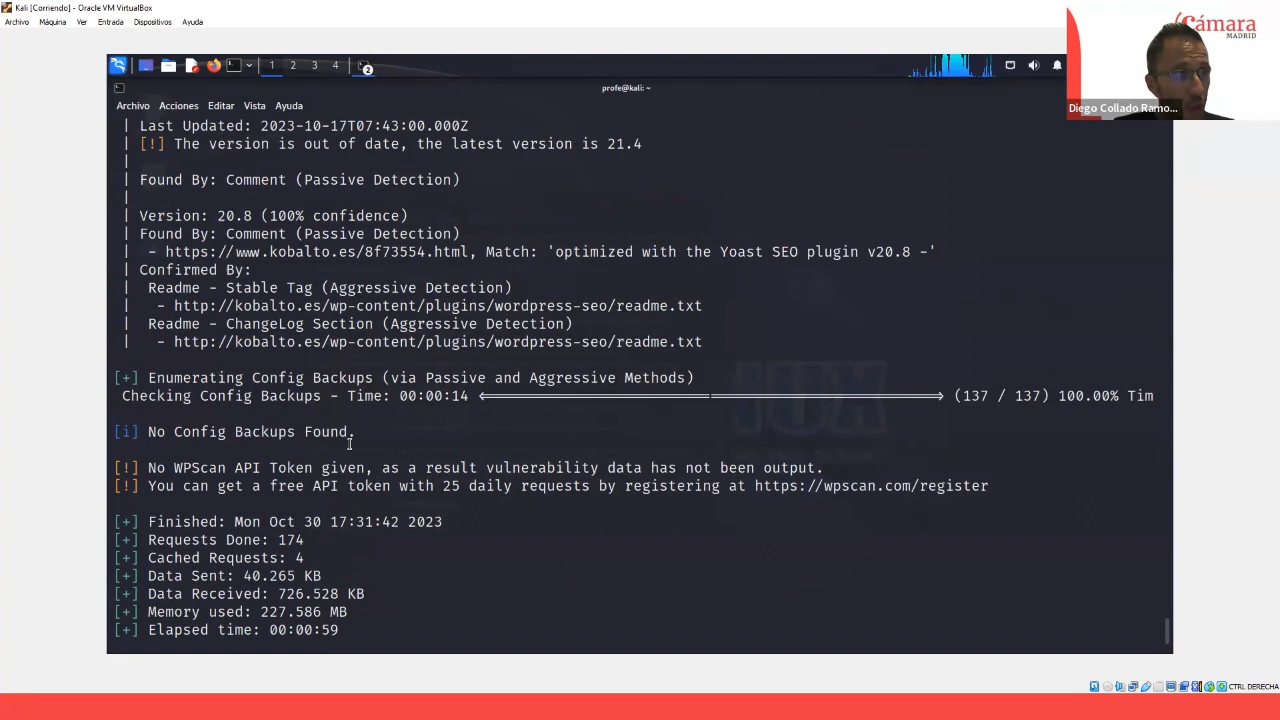 Kali [Corriendo] - Oracle VM VirtualBox
Archivo Máquina Ver Entrada Dispositivos Ayuda
Cámara
MADRID
1 2 3 4
2
profe@kali: ~
Diego Collado Ramo...
Archivo Acciones Editar Vista Ayuda
| Last Updated: 2023-10-17T07:43:00.000Z
| [!] The version is out of date, the latest version is 21.4
|
| Found By: Comment (Passive Detection)
|
| Version: 20.8 (100% confidence)
| Found By: Comment (Passive Detection)
|  - https://www.kobalto.es/8f73554.html, Match: 'optimized with the Yoast SEO plugin v20.8 -'
| Confirmed By:
|  Readme - Stable Tag (Aggressive Detection)
|   - http://kobalto.es/wp-content/plugins/wordpress-seo/readme.txt
|  Readme - ChangeLog Section (Aggressive Detection)
|   - http://kobalto.es/wp-content/plugins/wordpress-seo/readme.txt
[+] Enumerating Config Backups (via Passive and Aggressive Methods)
Checking Config Backups - Time: 00:00:14 <==============> (137 / 137) 100.00% Tim
[i] No Config Backups Found.
[!] No WPScan API Token given, as a result vulnerability data has not been output.
[!] You can get a free API token with 25 daily requests by registering at https://wpscan.com/register
[+] Finished: Mon Oct 30 17:31:42 2023
[+] Requests Done: 174
[+] Cached Requests: 4
[+] Data Sent: 40.265 KB
[+] Data Received: 726.528 KB
[+] Memory used: 227.586 MB
[+] Elapsed time: 00:00:59
CTRL DERECHA